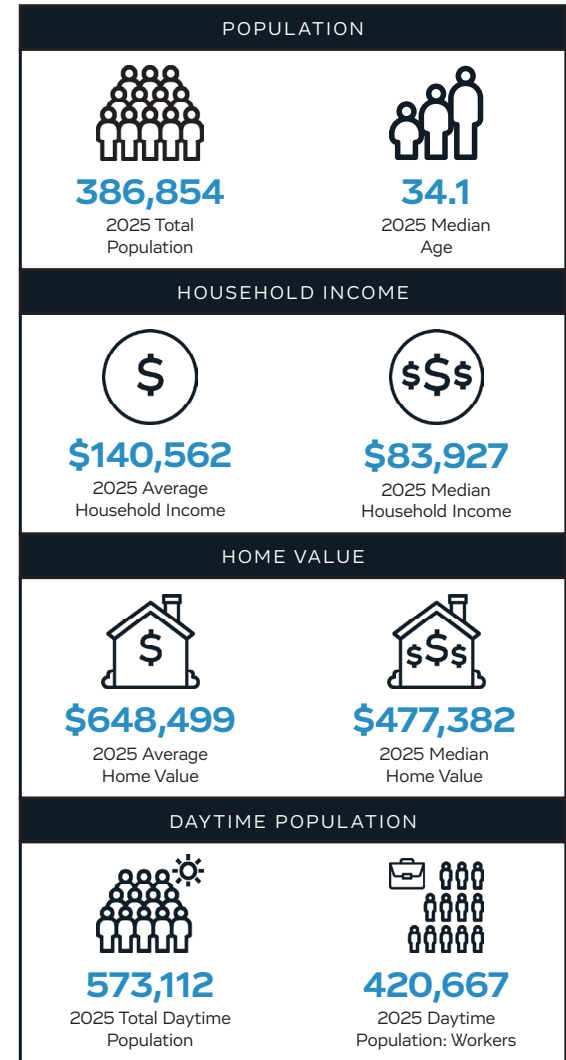 POPULATION
386,854
2025 Total
Population
34.1
2025 Median
Age
HOUSEHOLD INCOME
$
$140,562
2025 Average
Household Income
$$$
$83,927
2025 Median
Household Income
HOME VALUE
$
$648,499
2025 Average
Home Value
$$$
$477,382
2025 Median
Home Value
DAYTIME POPULATION
573,112
2025 Total Daytime
Population
420,667
2025 Daytime
Population: Workers